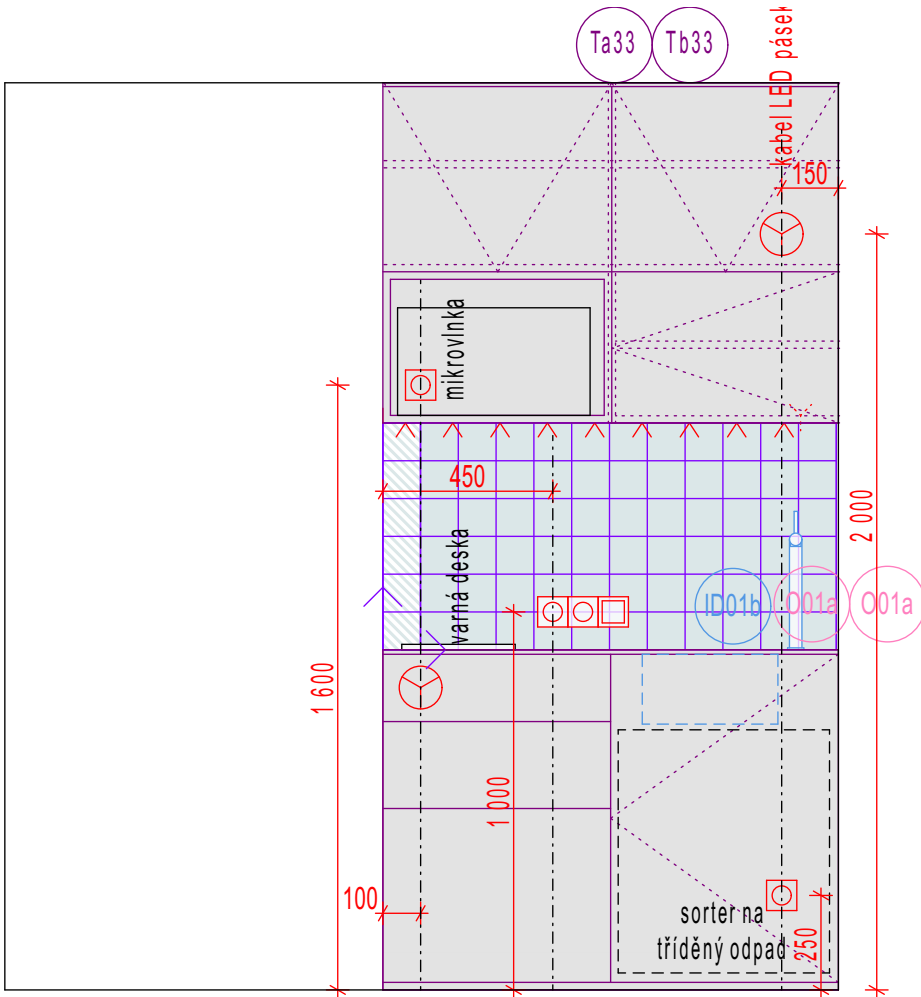 Ta33 Tb33
kabel LED pásek
150
mikrovlnka
450
2 000
varná deska
ID01b O01a O01a
1 600
1 000
100
sorter na
tříděný odpad
250